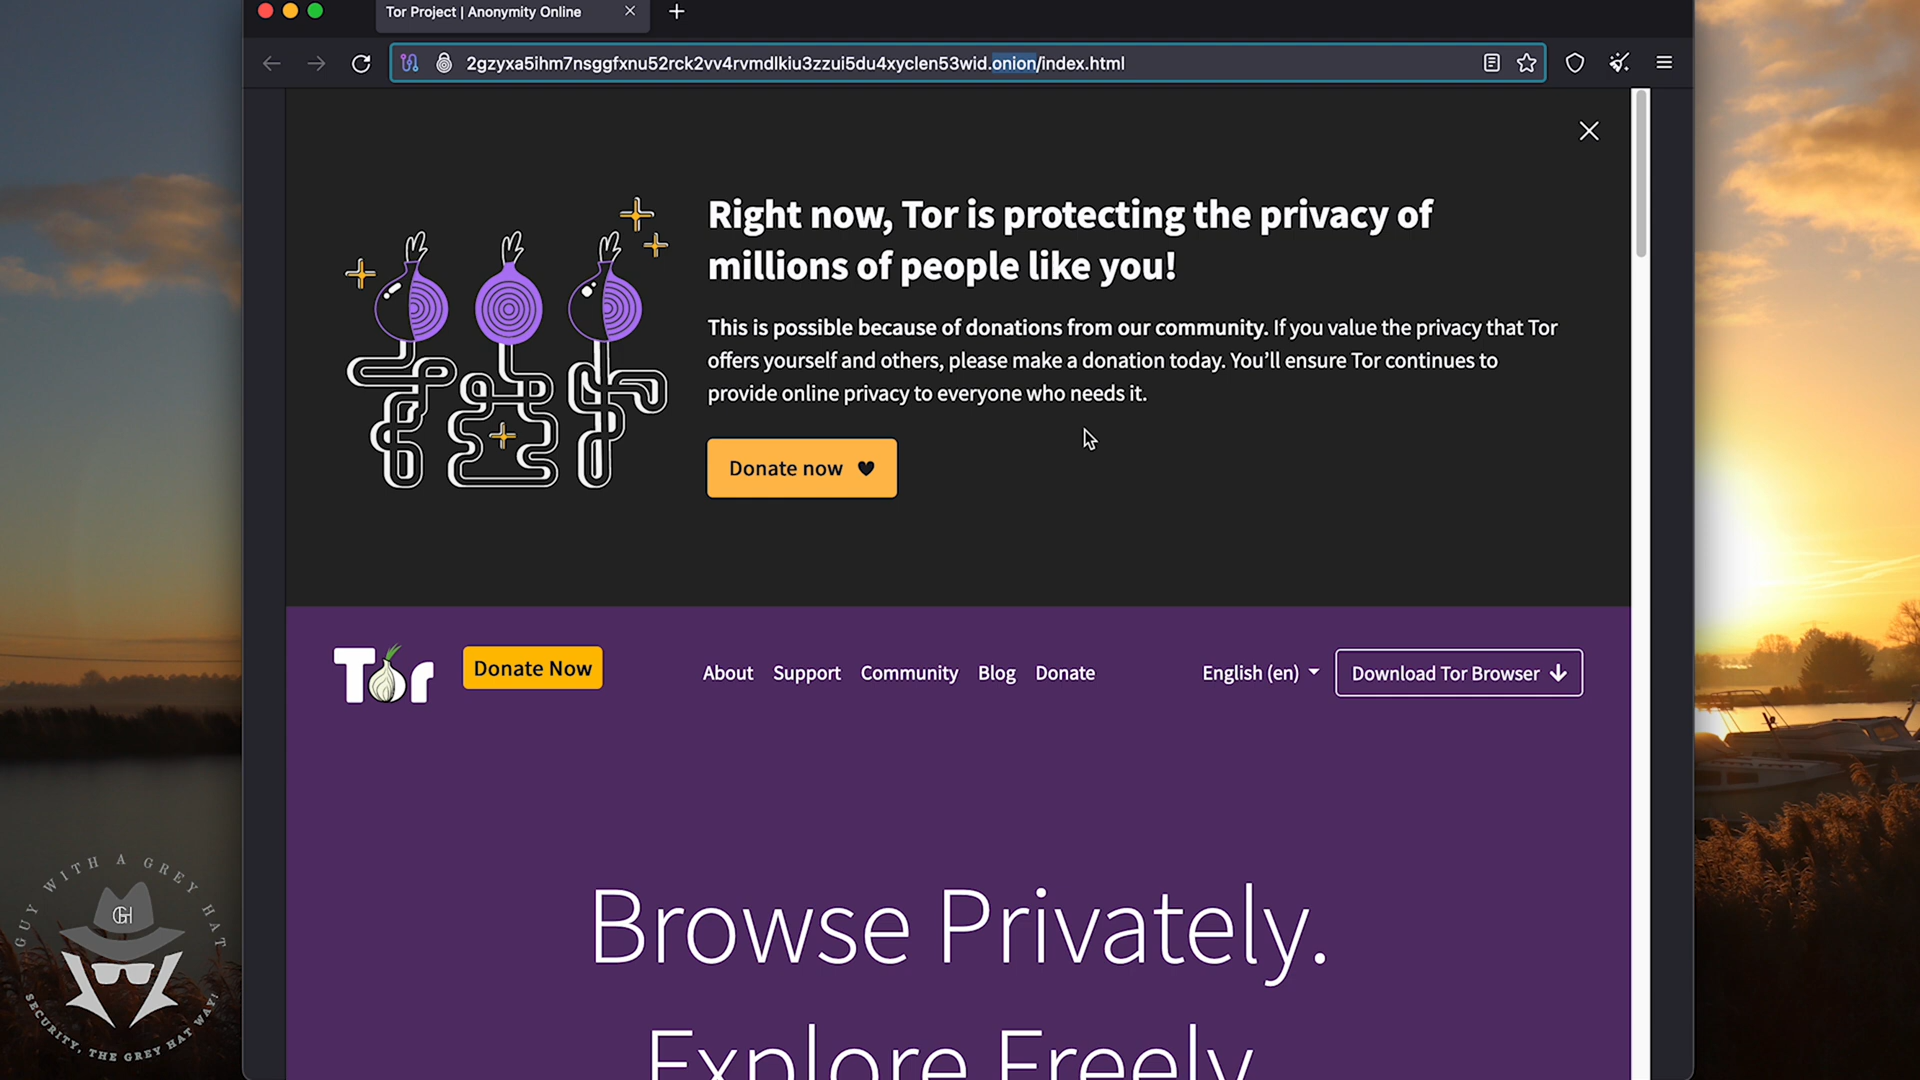 Tor Project | Anonymity Online
2gzyxa5ihm7nsggfxnu52rck2vv4rvmdlkiu3zzui5du4xyclen53wid.onion/index.html
Right now, Tor is protecting the privacy of
millions of people like you!
This is possible because of donations from our community. If you value the privacy that Tor
offers yourself and others, please make a donation today. You’ll ensure Tor continues to
provide online privacy to everyone who needs it.
Donate now
Tor
Donate Now
About
Support
Community
Blog
Donate
English (en)
Download Tor Browser
Browse Privately.
Explore Freely.
GUY WITH A GREY HAT
GH
SECURITY, THE GREY HAT WAY!